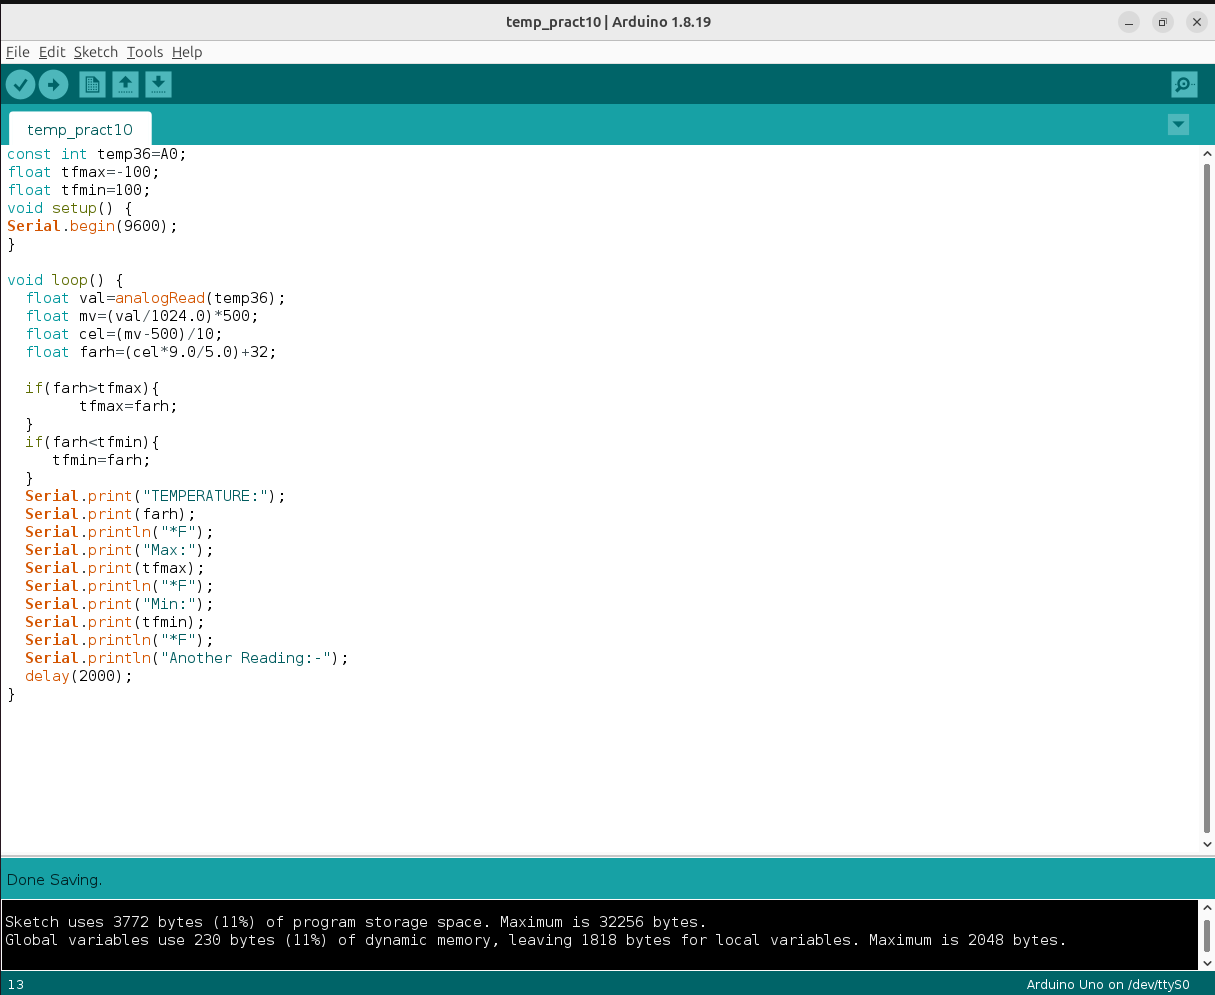 temp_pract10 | Arduino 1.8.19
File Edit Sketch Tools Help
temp_pract10
const int temp36=A0;
float tfmax=-100;
float tfmin=100;
void setup() {
Serial.begin(9600);
}
void loop() {
float val=analogRead(temp36);
float mv=(val/1024.0)*500;
float cel=(mv-500)/10;
float farh=(cel*9.0/5.0)+32;
if(farh>tfmax){
tfmax=farh;
}
if(farh<tfmin){
tfmin=farh;
}
Serial.print("TEMPERATURE:");
Serial.print(farh);
Serial.println("*F");
Serial.print("Max:");
Serial.print(tfmax);
Serial.println("*F");
Serial.print("Min:");
Serial.print(tfmin);
Serial.println("*F");
Serial.println("Another Reading:-");
delay(2000);
}
Done Saving.
Sketch uses 3772 bytes (11%) of program storage space. Maximum is 32256 bytes.
Global variables use 230 bytes (11%) of dynamic memory, leaving 1818 bytes for local variables. Maximum is 2048 bytes.
13
Arduino Uno on /dev/ttyS0